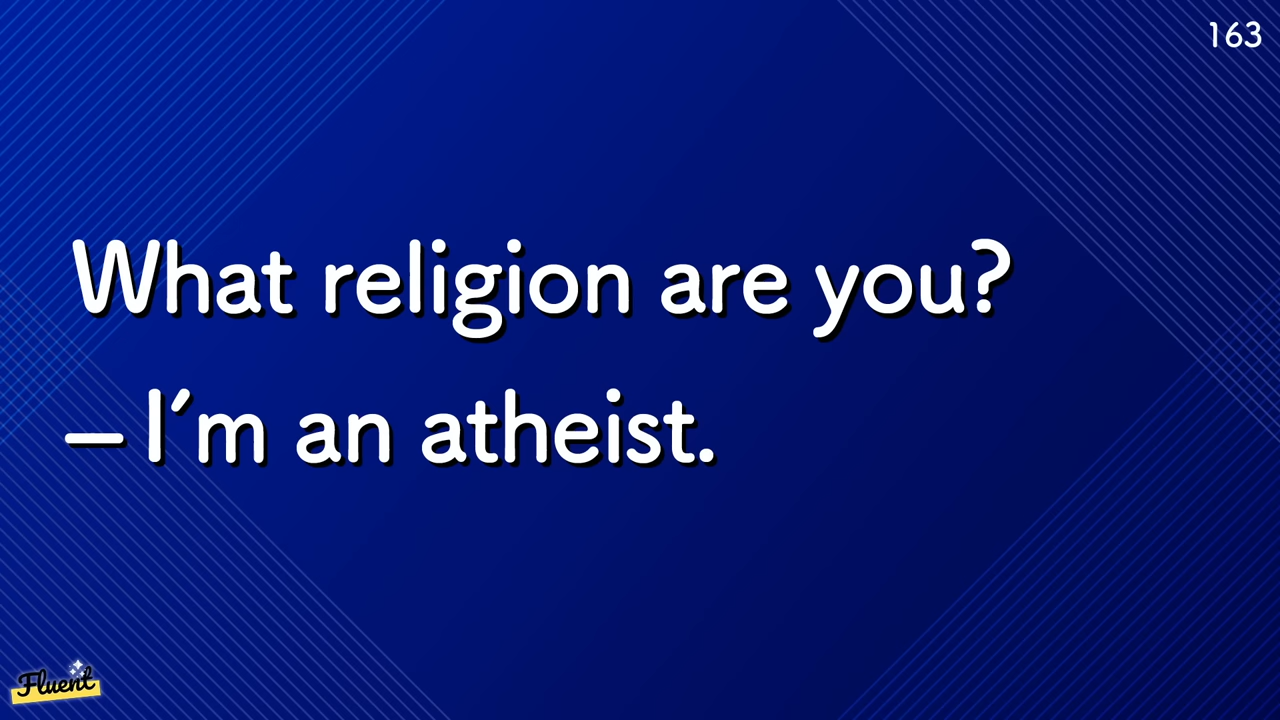 163
What religion are you?
– I´m an atheist.
Fluent